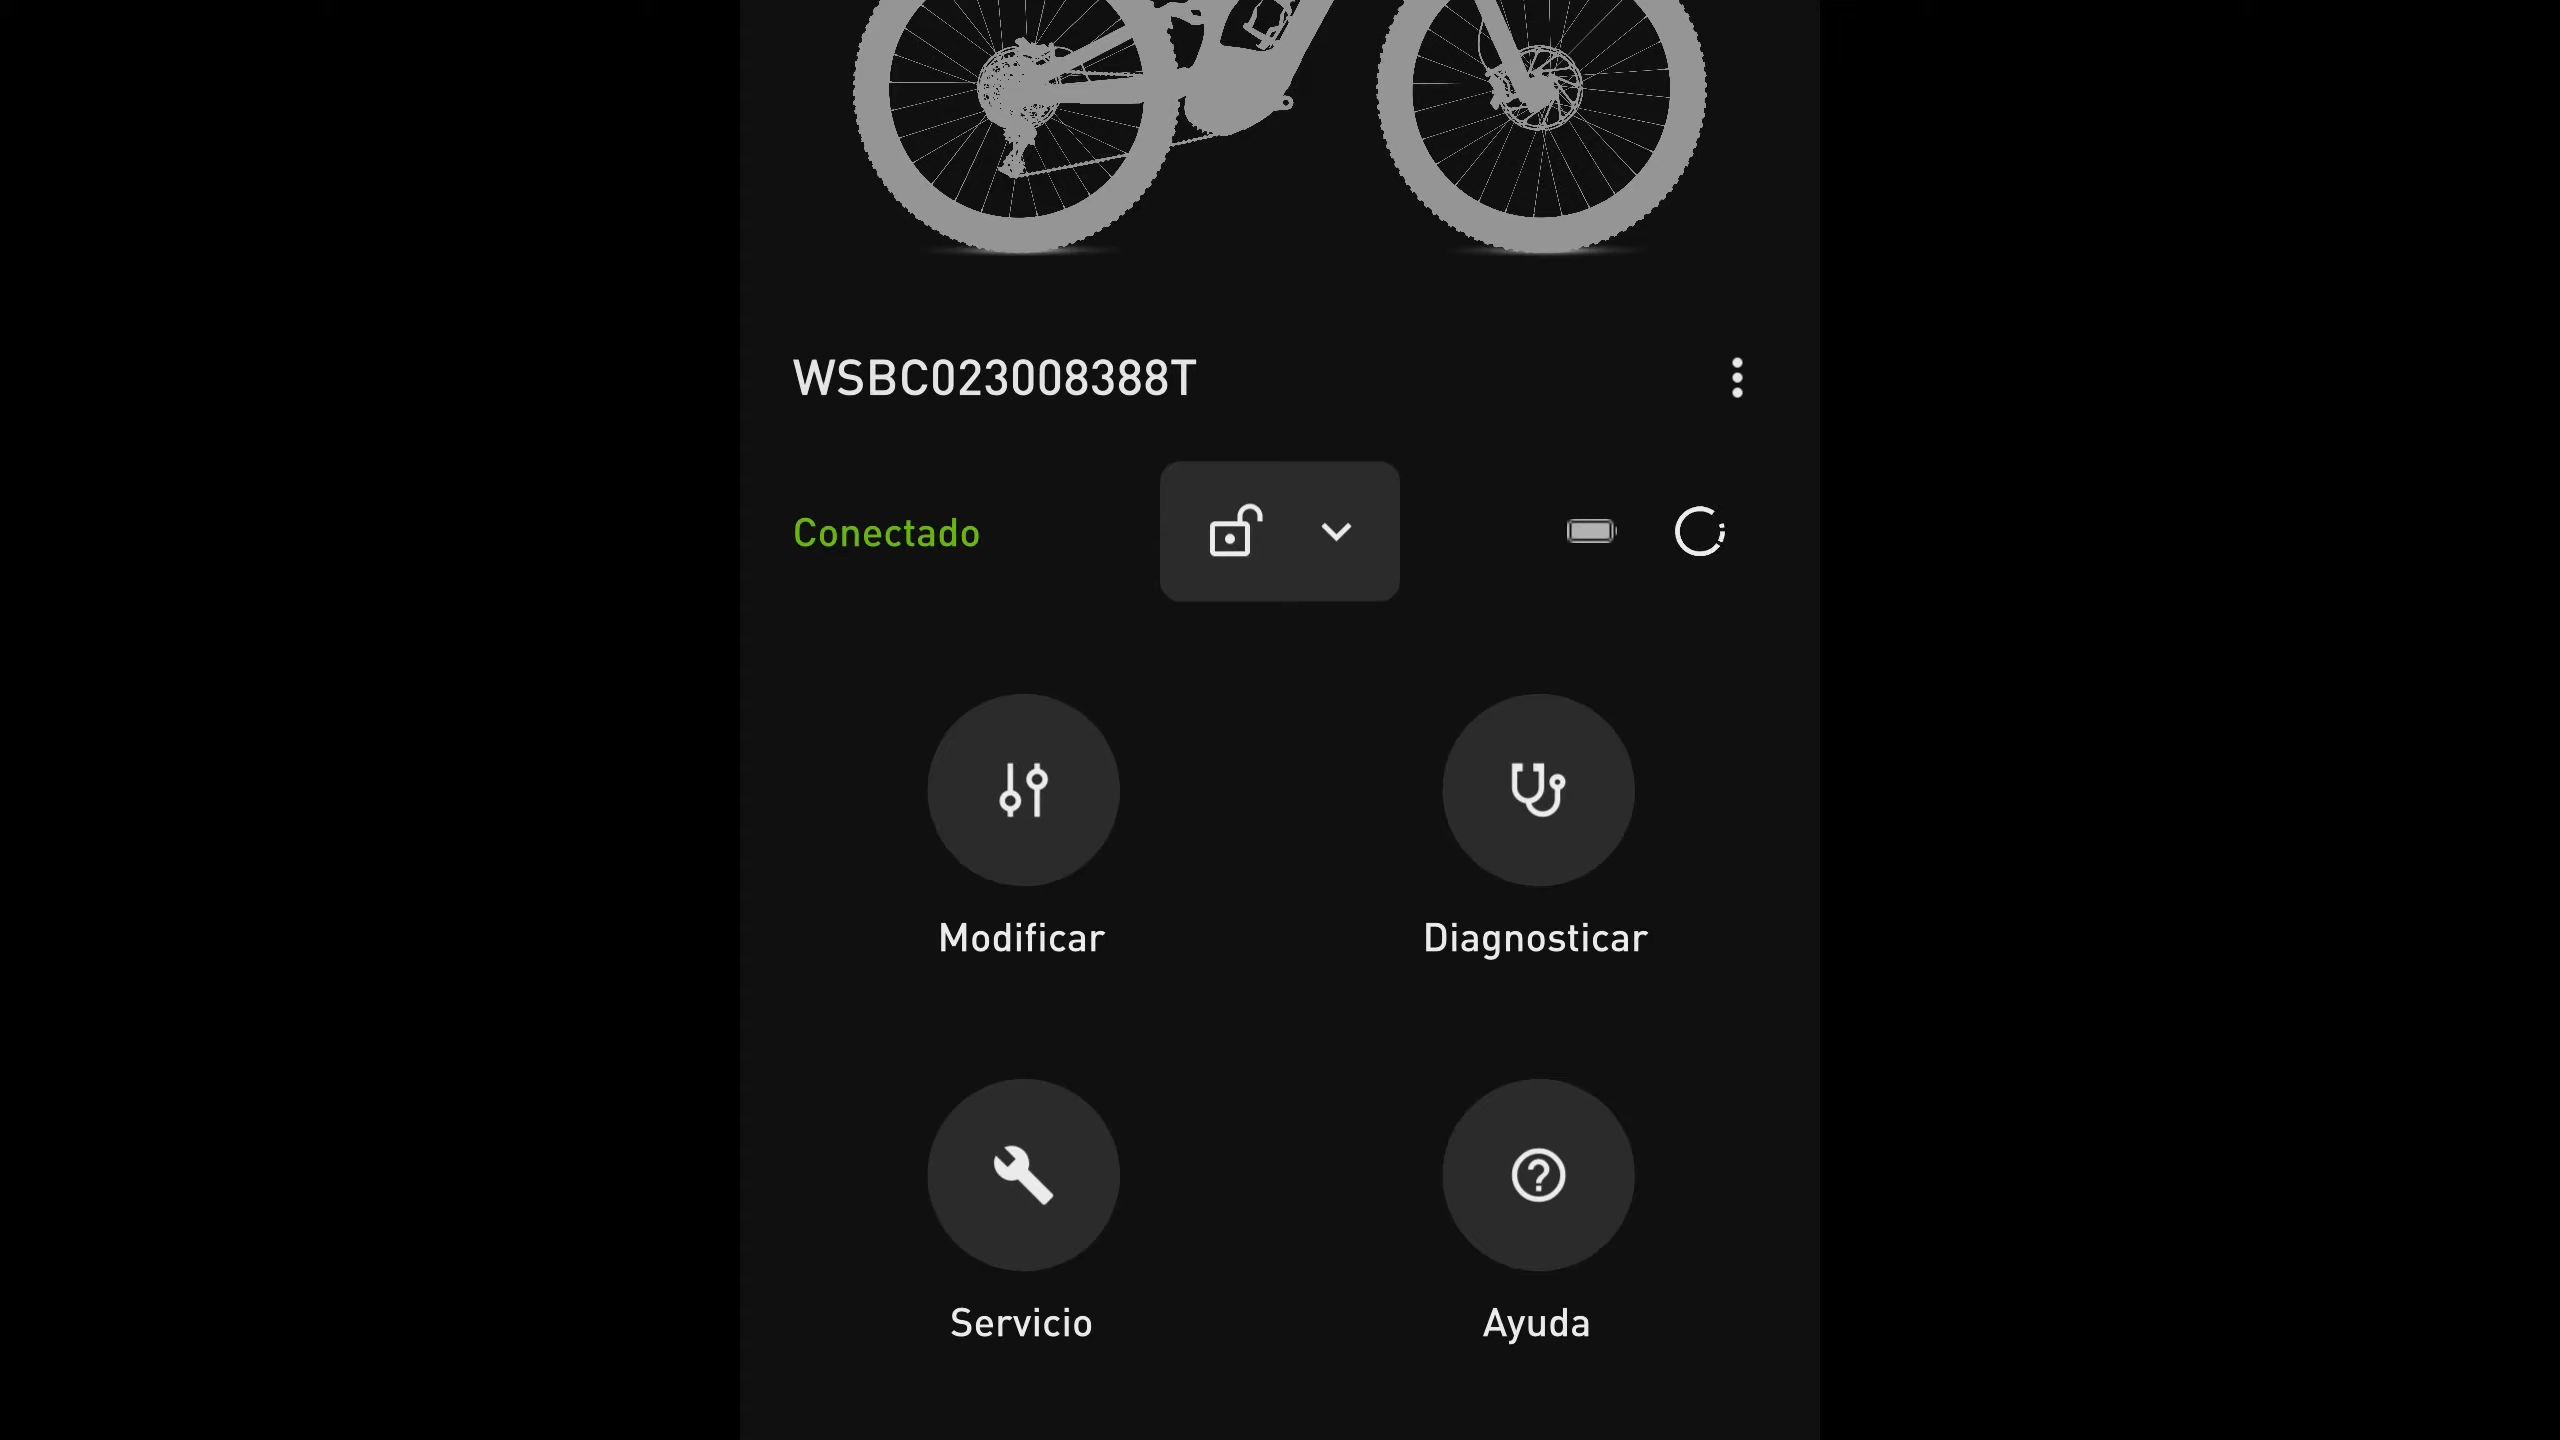 WSBC023008388T
Conectado
Modificar
Diagnosticar
Servicio
Ayuda